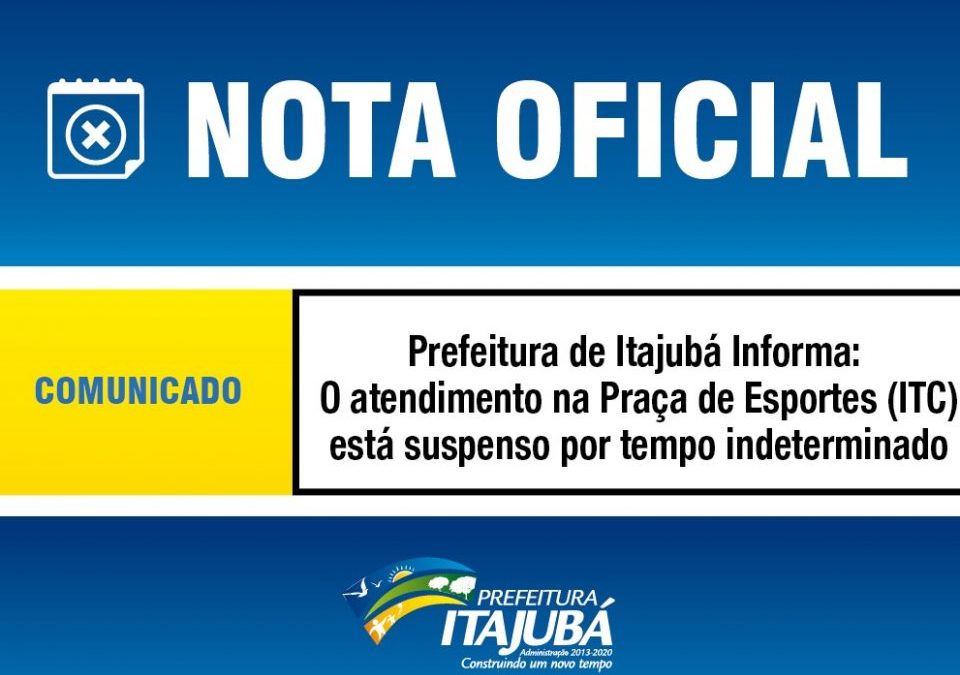 NOTA OFICIAL
COMUNICADO
Prefeitura de Itajubá Informa:
O atendimento na Praça de Esportes (ITC)
está suspenso por tempo indeterminado
PREFEITURA
ITAJUBÁ
Administração 2013-2020
Construindo um novo tempo